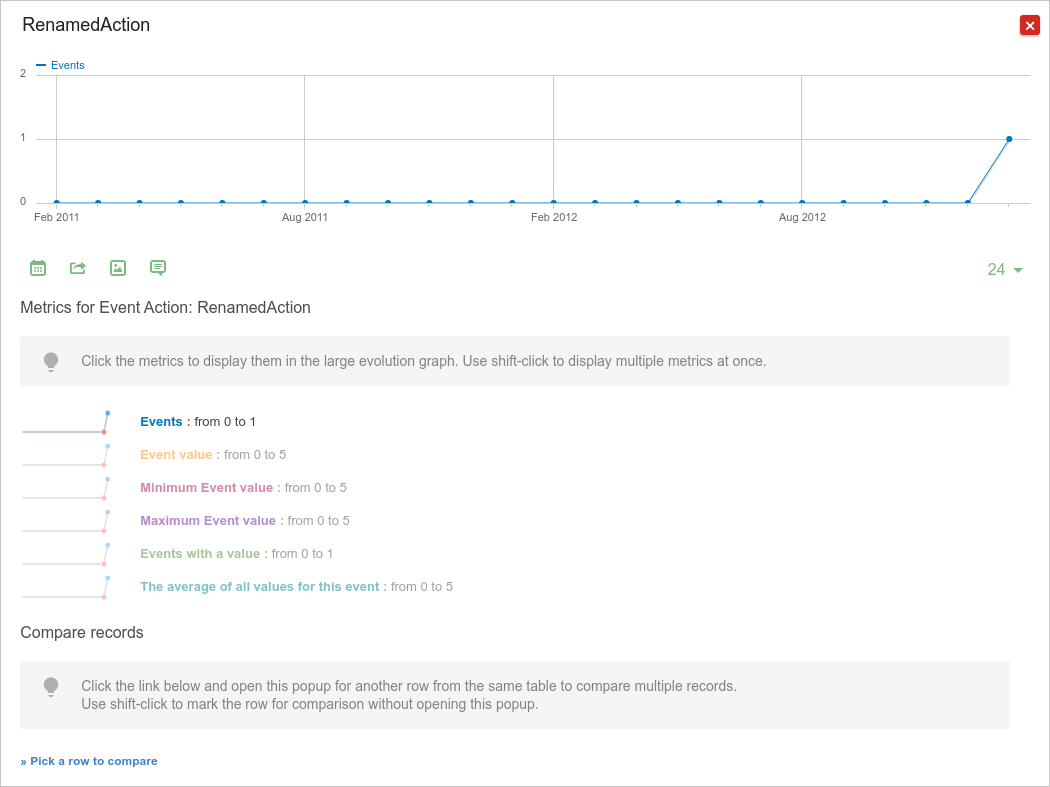 RenamedAction
Events
2
1
0
Feb 2011 Aug 2011 Feb 2012 Aug 2012
24
Metrics for Event Action: RenamedAction
Click the metrics to display them in the large evolution graph. Use shift-click to display multiple metrics at once.
Events : from 0 to 1
Event value : from 0 to 5
Minimum Event value : from 0 to 5
Maximum Event value : from 0 to 5
Events with a value : from 0 to 1
The average of all values for this event : from 0 to 5
Compare records
Click the link below and open this popup for another row from the same table to compare multiple records.
Use shift-click to mark the row for comparison without opening this popup.
» Pick a row to compare